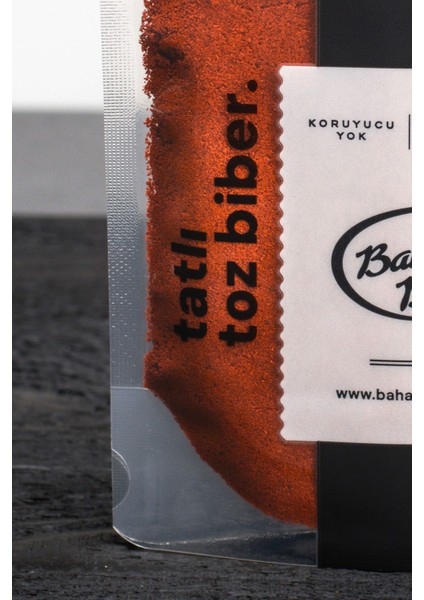 tatlı
toz biber.
KORUYUCU
YOK
www.baha